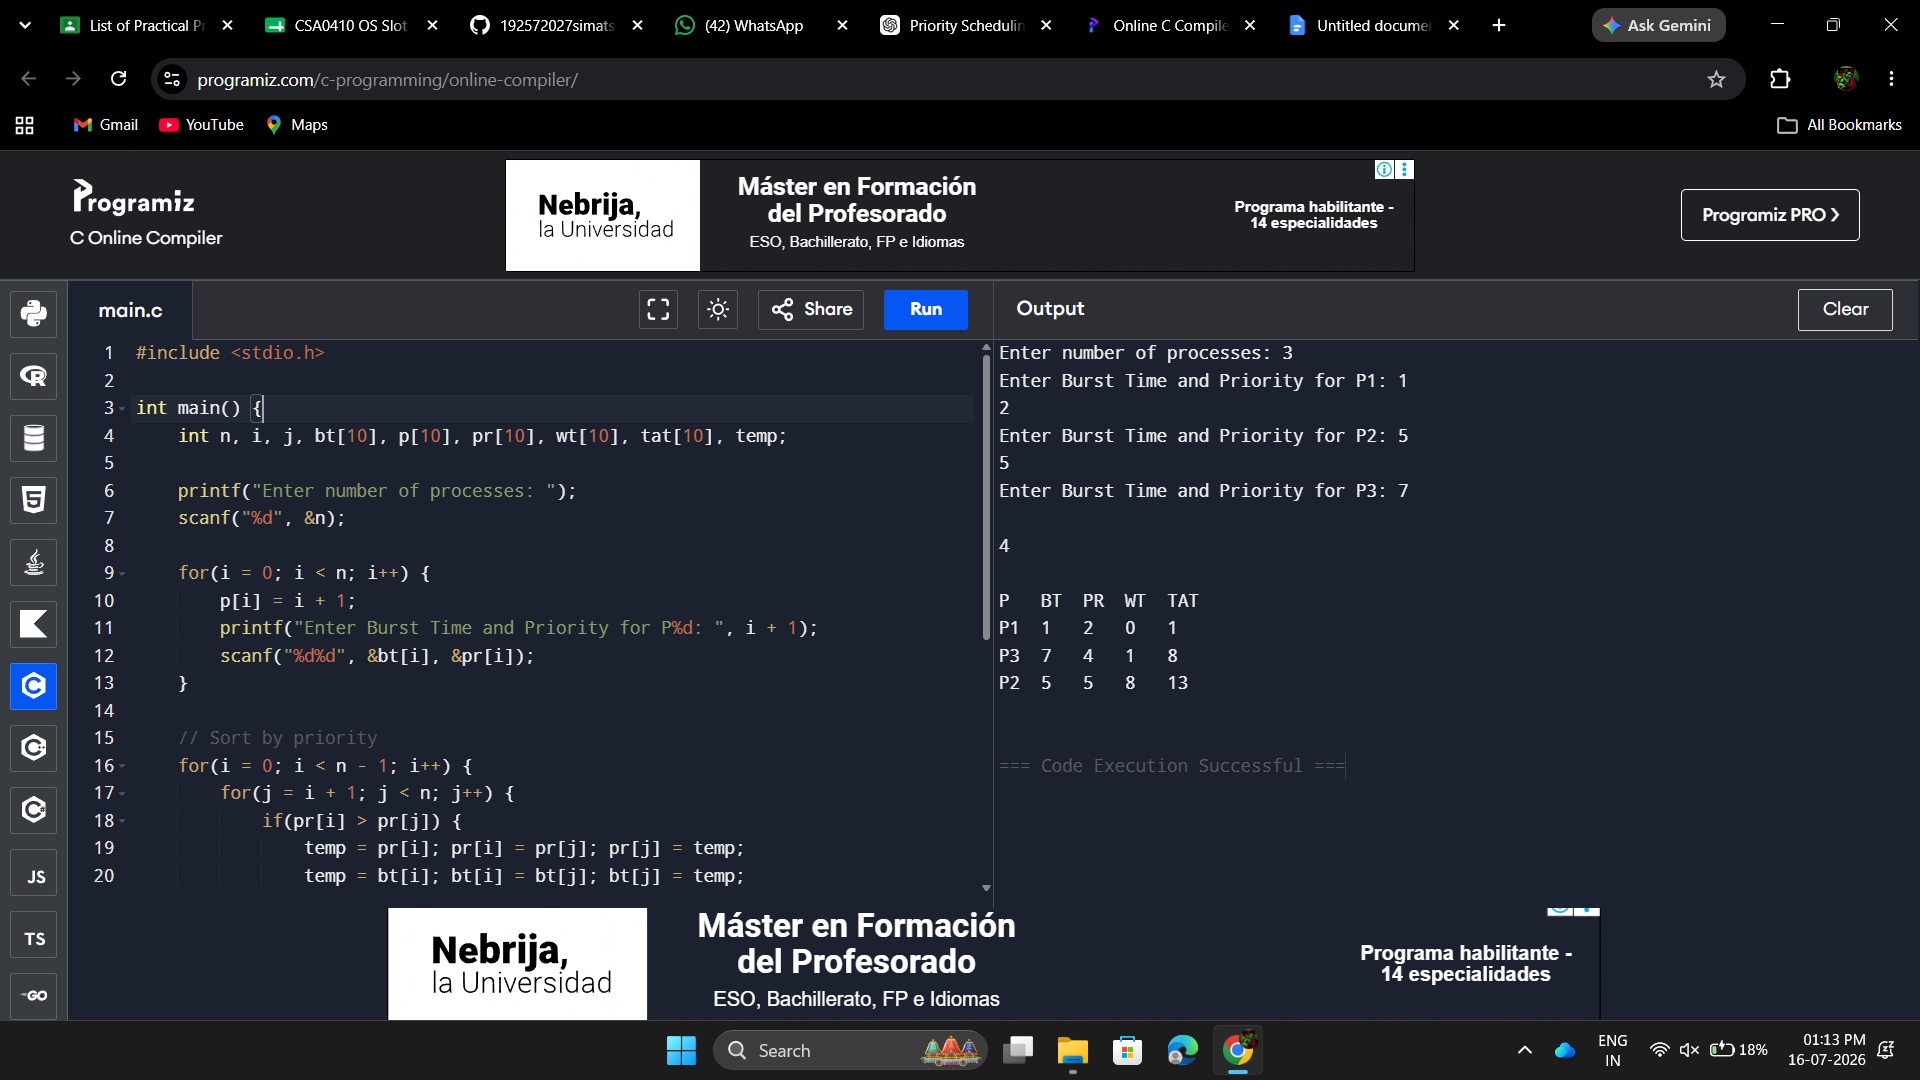 List of Practical Pr
CSA0410 OS Slot
192572027simats
(42) WhatsApp
Priority Schedulin
Online C Compile
Untitled documen
Ask Gemini
programiz.com/c-programming/online-compiler/
Gmail
YouTube
Maps
All Bookmarks
Programiz
C Online Compiler
Nebrija,
la Universidad
Máster en Formación
del Profesorado
ESO, Bachillerato, FP e Idiomas
Programa habilitante -
14 especialidades
Programiz PRO ❯
main.c
Share
Run
Output
Clear
1 #include <stdio.h>
2
3 int main() {
4 int n, i, j, bt[10], p[10], pr[10], wt[10], tat[10], temp;
5
6 printf("Enter number of processes: ");
7 scanf("%d", &n);
8
9 for(i = 0; i < n; i++) {
10 p[i] = i + 1;
11 printf("Enter Burst Time and Priority for P%d: ", i + 1);
12 scanf("%d%d", &bt[i], &pr[i]);
13 }
14
15 // Sort by priority
16 for(i = 0; i < n - 1; i++) {
17 for(j = i + 1; j < n; j++) {
18 if(pr[i] > pr[j]) {
19 temp = pr[i]; pr[i] = pr[j]; pr[j] = temp;
20 temp = bt[i]; bt[i] = bt[j]; bt[j] = temp;
Enter number of processes: 3
Enter Burst Time and Priority for P1: 1
2
Enter Burst Time and Priority for P2: 5
5
Enter Burst Time and Priority for P3: 7
4
P BT PR WT TAT
P1 1 2 0 1
P3 7 4 1 8
P2 5 5 8 13
=== Code Execution Successful ===
JS
TS
GO
Nebrija,
la Universidad
Máster en Formación
del Profesorado
ESO, Bachillerato, FP e Idiomas
Programa habilitante -
14 especialidades
Search
ENG
IN
18%
01:13 PM
16-07-2026